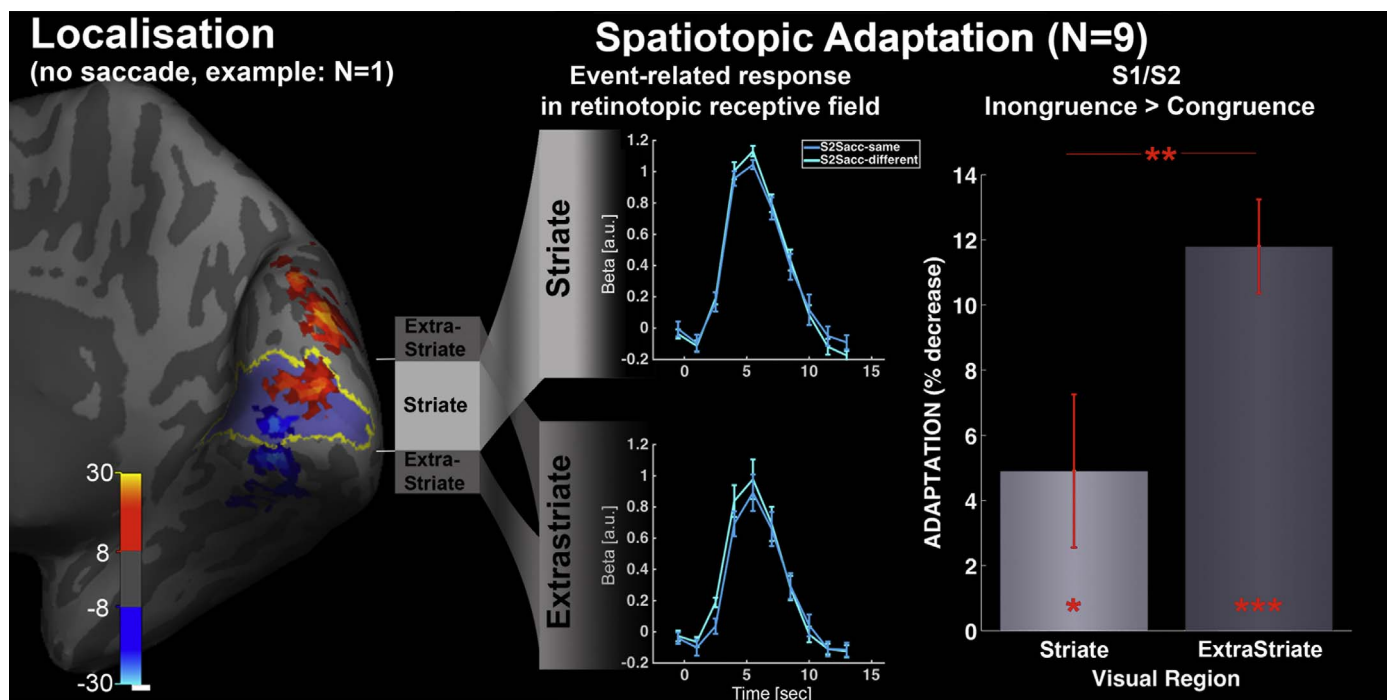 Localisation
(no saccade, example: N=1)
Spatiotopic Adaptation (N=9)
Event-related response
in retinotopic receptive field
S1/S2
Inongruence > Congruence
Extra-
Striate
Striate
Extra-
Striate
30
8
-8
-30
Striate
Beta [a.u.]
1.2
1
0.8
0.6
0.4
0.2
0
-0.2
0
5
10
15
S2Sacc-same
S2Sacc-different
Extrastriate
Beta [a.u.]
1.2
1
0.8
0.6
0.4
0.2
0
-0.2
0
5
10
15
Time [sec]
**
ADAPTATION (% decrease)
14
12
10
8
6
4
2
0
*
***
Striate
ExtraStriate
Visual Region